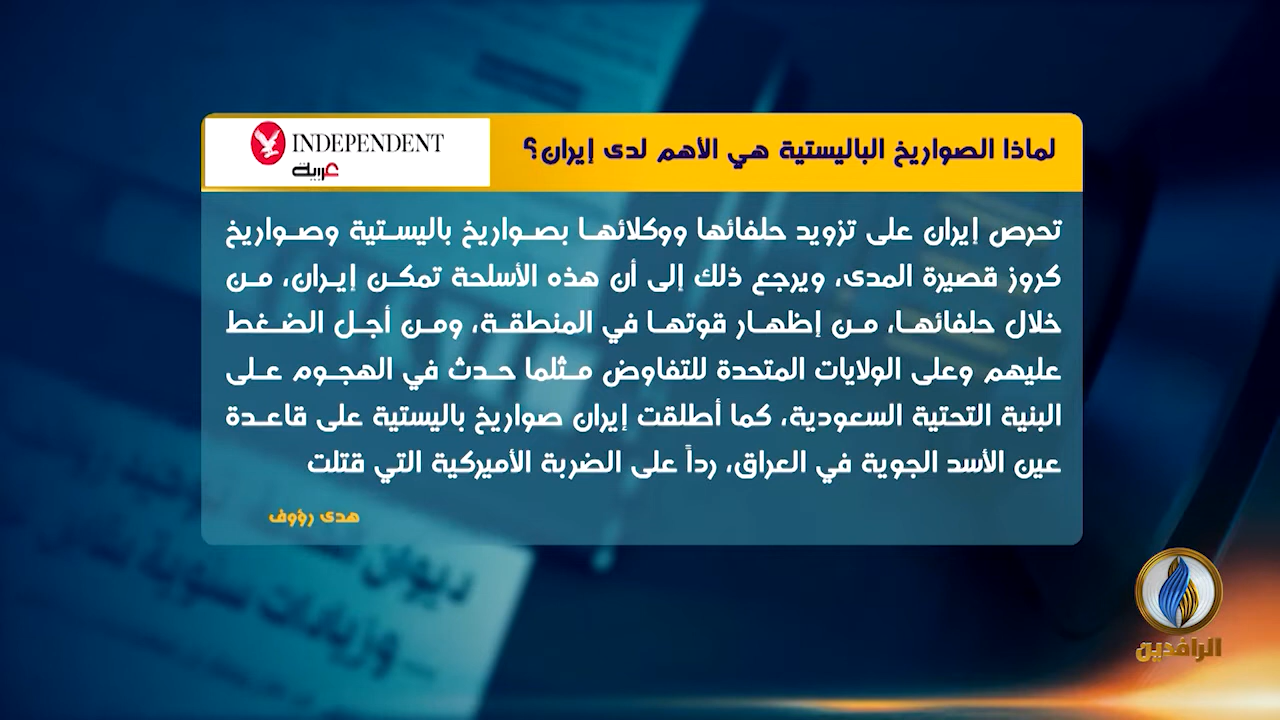 لماذا الصواريخ الباليستية هي الأهم لدى إيران؟
INDEPENDENT
عربية
تحرص إيران على تزويد حلفائها ووكلائها بصواريخ باليستية وصواريخ
كروز قصيرة المدى، ويرجع ذلك إلى أن هذه الأسلحة تمكن إيران، من
خلال حلفائها، من إظهار قوتها في المنطقة، ومن أجل الضغط
عليهم وعلى الولايات المتحدة للتفاوض مثلما حدث في الهجوم على
البنية التحتية السعودية، كما أطلقت إيران صواريخ باليستية على قاعدة
عين الأسد الجوية في العراق، رداً على الضربة الأميركية التي قتلت
هدى رؤوف
ديوان
وزيادات سنوية
الرافدين